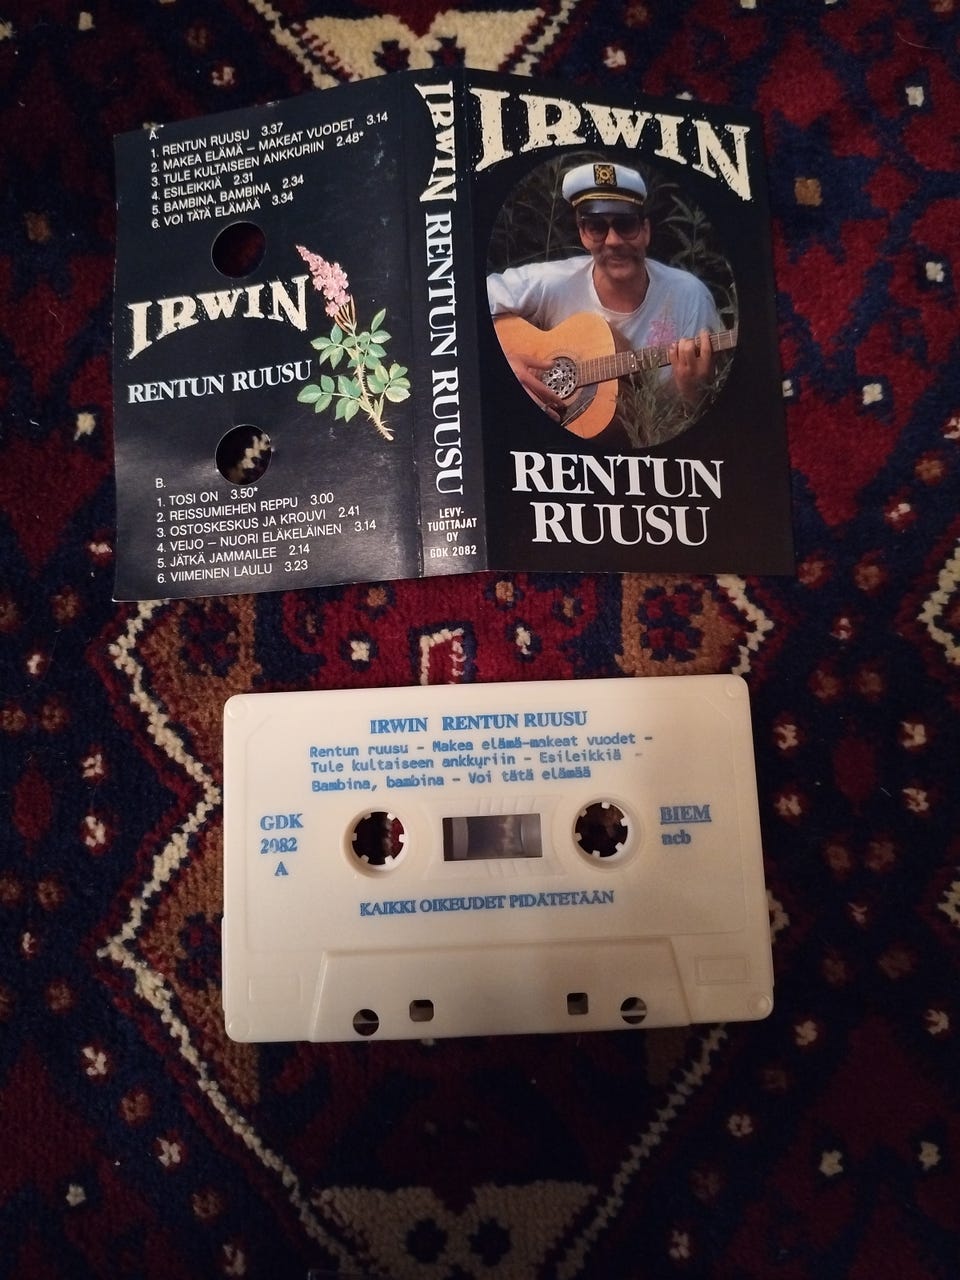 A.
1. RENTUN RUUSU 3.37
2. MAKEA ELÄMÄ – MAKEAT VUODET 3.14
3. TULE KULTAISEEN ANKKURIIN 2.48*
4. ESILEIKKIÄ 2.31
5. BAMBINA, BAMBINA 2.34
6. VOI TÄTÄ ELÄMÄÄ 3.34
IRWIN
RENTUN RUUSU
B.
1. TOSI ON 3.50*
2. REISSUMIEHEN REPPU 3.00
3. OSTOSKESKUS JA KROUVI 2.41
4. VEIJO – NUORI ELÄKELÄINEN 3.14
5. JÄTKÄ JAMMAILEE 2.14
6. VIIMEINEN LAULU 3.23
IRWIN RENTUN RUUSU
LEVY-
TUOTTAJAT
OY
GDK 2082
IRWIN
RENTUN
RUUSU
IRWIN RENTUN RUUSU
Rentun ruusu - Makea elämä-makeat vuodet -
Tule kultaiseen ankkuriin - Esileikkiä -
Bambina, bambina - Voi tätä elämää
GDK
2082
A
BIEM
ncb
KAIKKI OIKEUDET PIDÄTETÄÄN